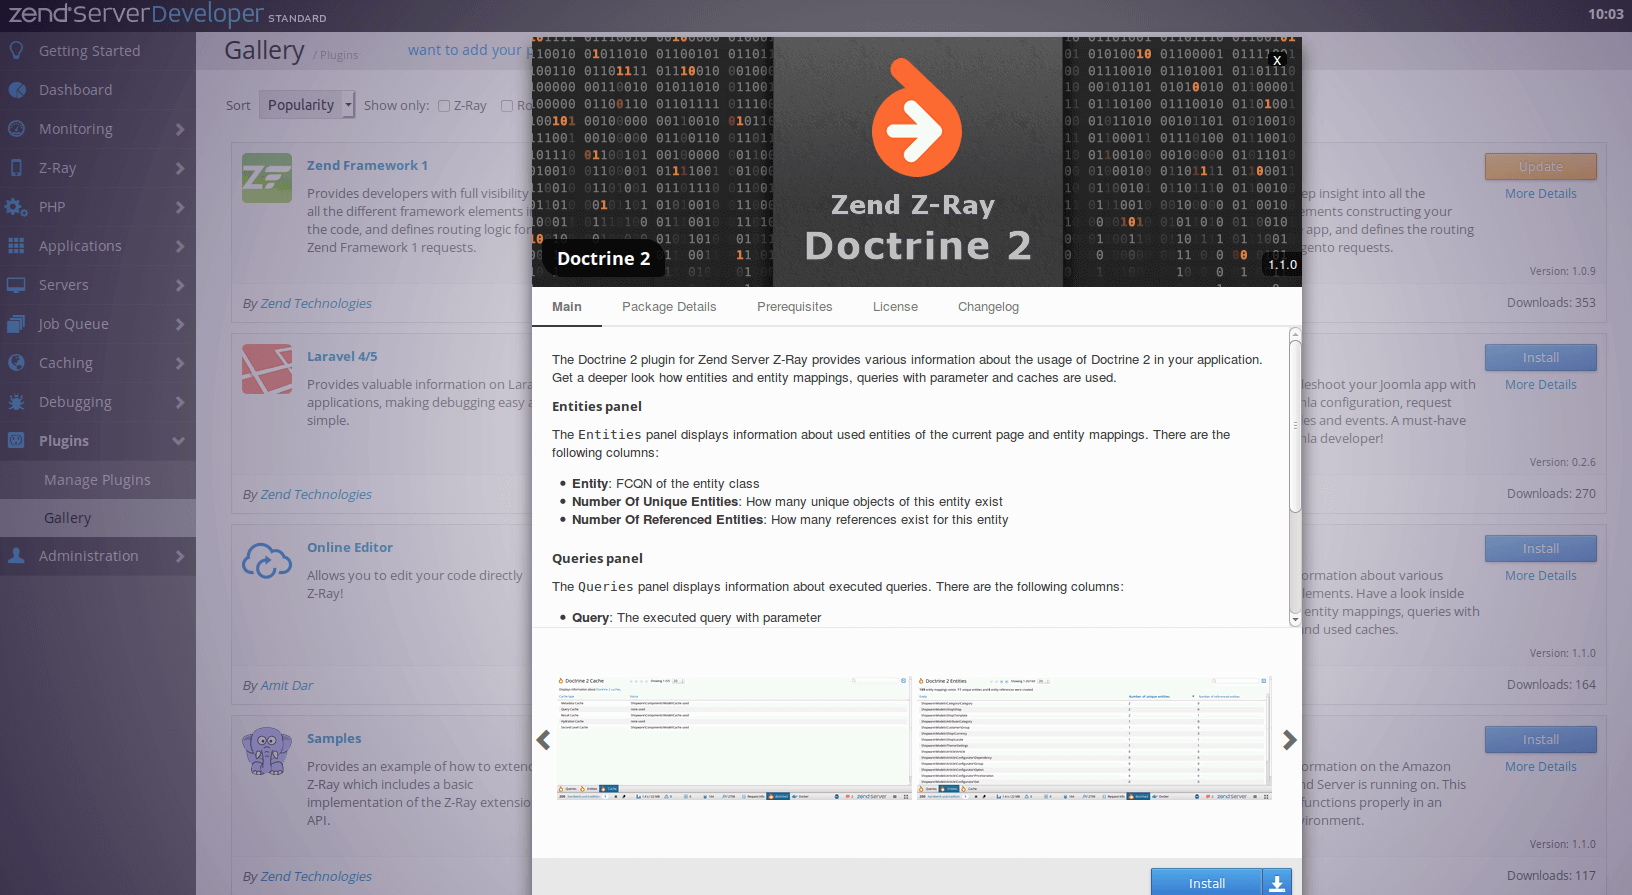 zend Server Developer STANDARD
10:03
Getting Started
Dashboard
Monitoring
Z-Ray
PHP
Applications
Servers
Job Queue
Caching
Debugging
Plugins
Manage Plugins
Gallery
Administration
Gallery / Plugins
want to add your p
Sort Popularity Show only: Z-Ray Ro
Zend Framework 1
Provides developers with full visibility
all the different framework elements i
the code, and defines routing logic for
Zend Framework 1 requests.
By Zend Technologies
Laravel 4/5
Provides valuable information on Lara
applications, making debugging easy a
simple.
By Zend Technologies
Online Editor
Allows you to edit your code directly
Z-Ray!
By Amit Dar
Samples
Provides an example of how to extend
Z-Ray which includes a basic
implementation of the Z-Ray extensio
API.
By Zend Technologies
X
Zend Z-Ray
Doctrine 2
Doctrine 2
1.1.0
Main Package Details Prerequisites License Changelog
The Doctrine 2 plugin for Zend Server Z-Ray provides various information about the usage of Doctrine 2 in your application.
Get a deeper look how entities and entity mappings, queries with parameter and caches are used.
Entities panel
The Entities panel displays information about used entities of the current page and entity mappings. There are the
following columns:
• Entity: FCQN of the entity class
• Number Of Unique Entities: How many unique objects of this entity exist
• Number Of Referenced Entities: How many references exist for this entity
Queries panel
The Queries panel displays information about executed queries. There are the following columns:
• Query: The executed query with parameter
Doctrine 2 Cache
Doctrine 2 Entities
Install
Update
More Details
ep insight into all the
ements constructing your
app, and defines the routing
gento requests.
Version: 1.0.9
Downloads: 353
Install
More Details
leshoot your Joomla app with
la configuration, request
es and events. A must-have
la developer!
Version: 0.2.6
Downloads: 270
Install
More Details
ormation about various
lements. Have a look inside
entity mappings, queries with
nd used caches.
Version: 1.1.0
Downloads: 164
Install
More Details
ormation on the Amazon
nd Server is running on. This
functions properly in an
vironment.
Version: 1.1.0
Downloads: 117